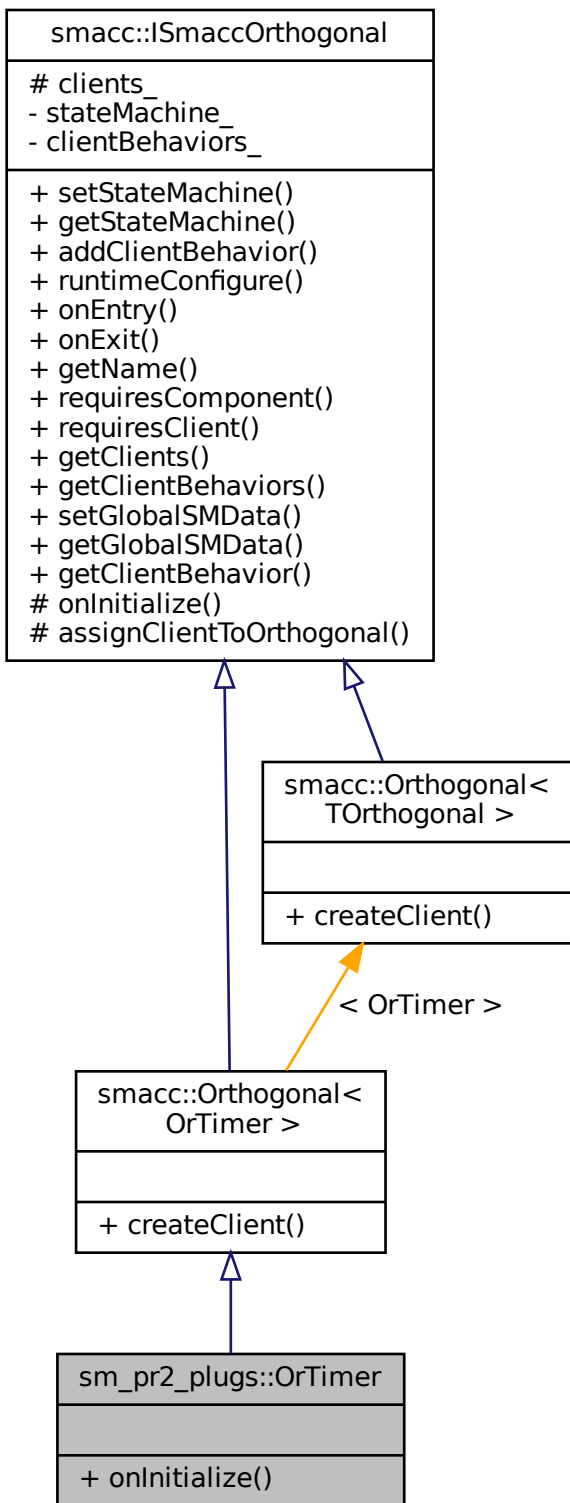 smacc::ISmaccOrthogonal
# clients_
- stateMachine_
- clientBehaviors_
+ setStateMachine()
+ getStateMachine()
+ addClientBehavior()
+ runtimeConfigure()
+ onEntry()
+ onExit()
+ getName()
+ requiresComponent()
+ requiresClient()
+ getClients()
+ getClientBehaviors()
+ setGlobalSMData()
+ getGlobalSMData()
+ getClientBehavior()
# onInitialize()
# assignClientToOrthogonal()
smacc::Orthogonal<
TOrthogonal >
+ createClient()
< OrTimer >
smacc::Orthogonal<
OrTimer >
+ createClient()
sm_pr2_plugs::OrTimer
+ onInitialize()